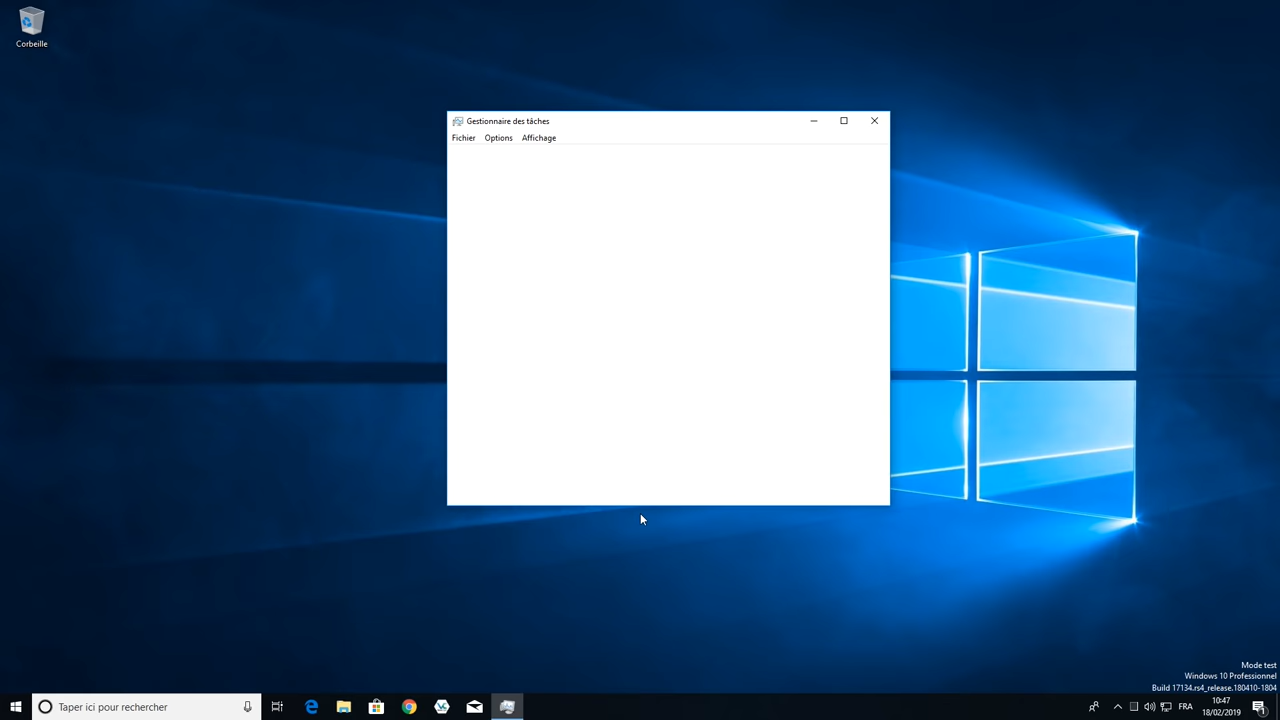 Corbeille
Gestionnaire des tâches
Fichier Options Affichage
Mode test
Windows 10 Professionnel
Build 17134.rs4_release.180410-1804
Taper ici pour rechercher
FRA
10:47
18/02/2019
1